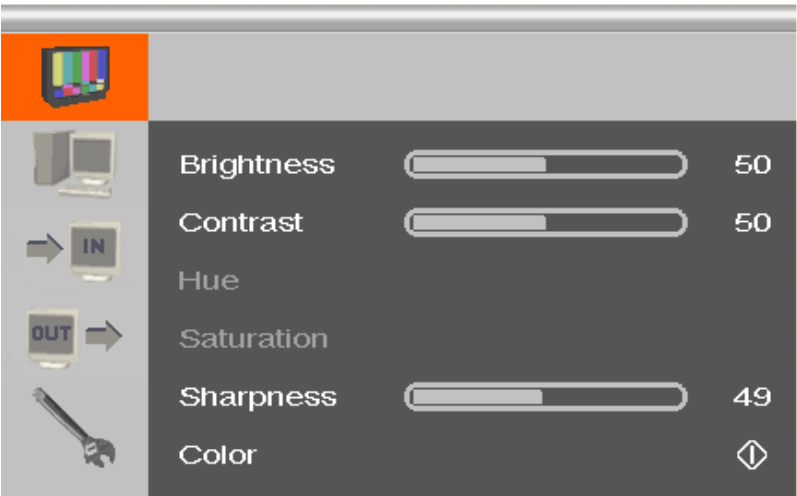 Brightness 50
Contrast 50
IN
Hue
OUT
Saturation
Sharpness 49
Color